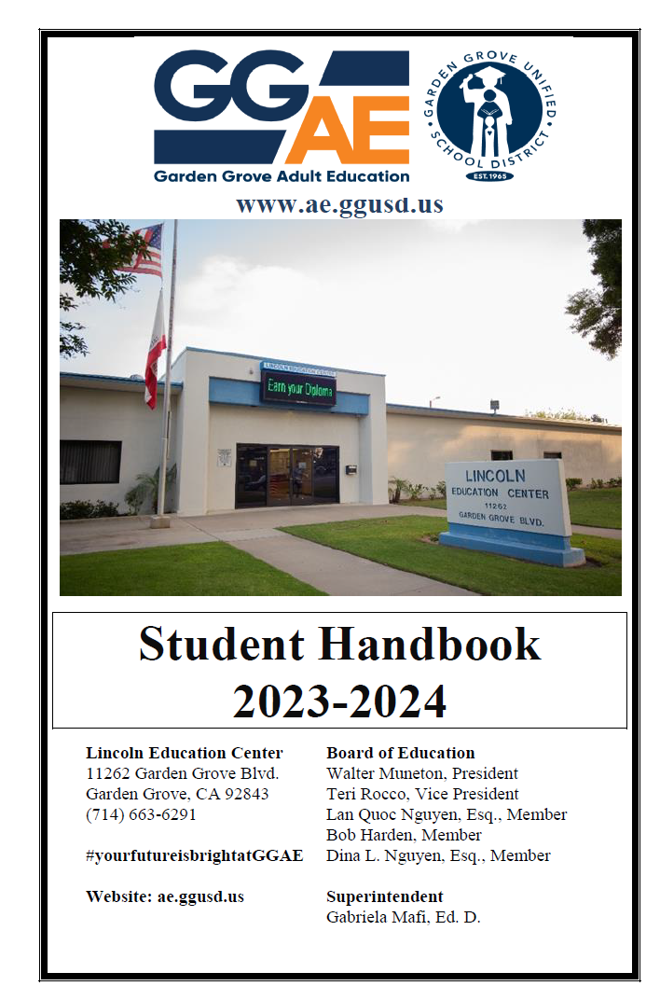 GG
AE
Garden Grove Adult Education
GARDEN GROVE UNIFIED
SCHOOL DISTRICT
EST. 1965
www.ae.ggusd.us
LINCOLN EDUCATION CENTER
Earn your Diploma
LINCOLN
EDUCATION CENTER
11262
GARDEN GROVE BLVD.
Student Handbook
2023-2024
Lincoln Education Center
11262 Garden Grove Blvd.
Garden Grove, CA 92843
(714) 663-6291
#yourfutureisbrightatGGAE
Website: ae.ggusd.us
Board of Education
Walter Muneton, President
Teri Rocco, Vice President
Lan Quoc Nguyen, Esq., Member
Bob Harden, Member
Dina L. Nguyen, Esq., Member
Superintendent
Gabriela Mafi, Ed. D.